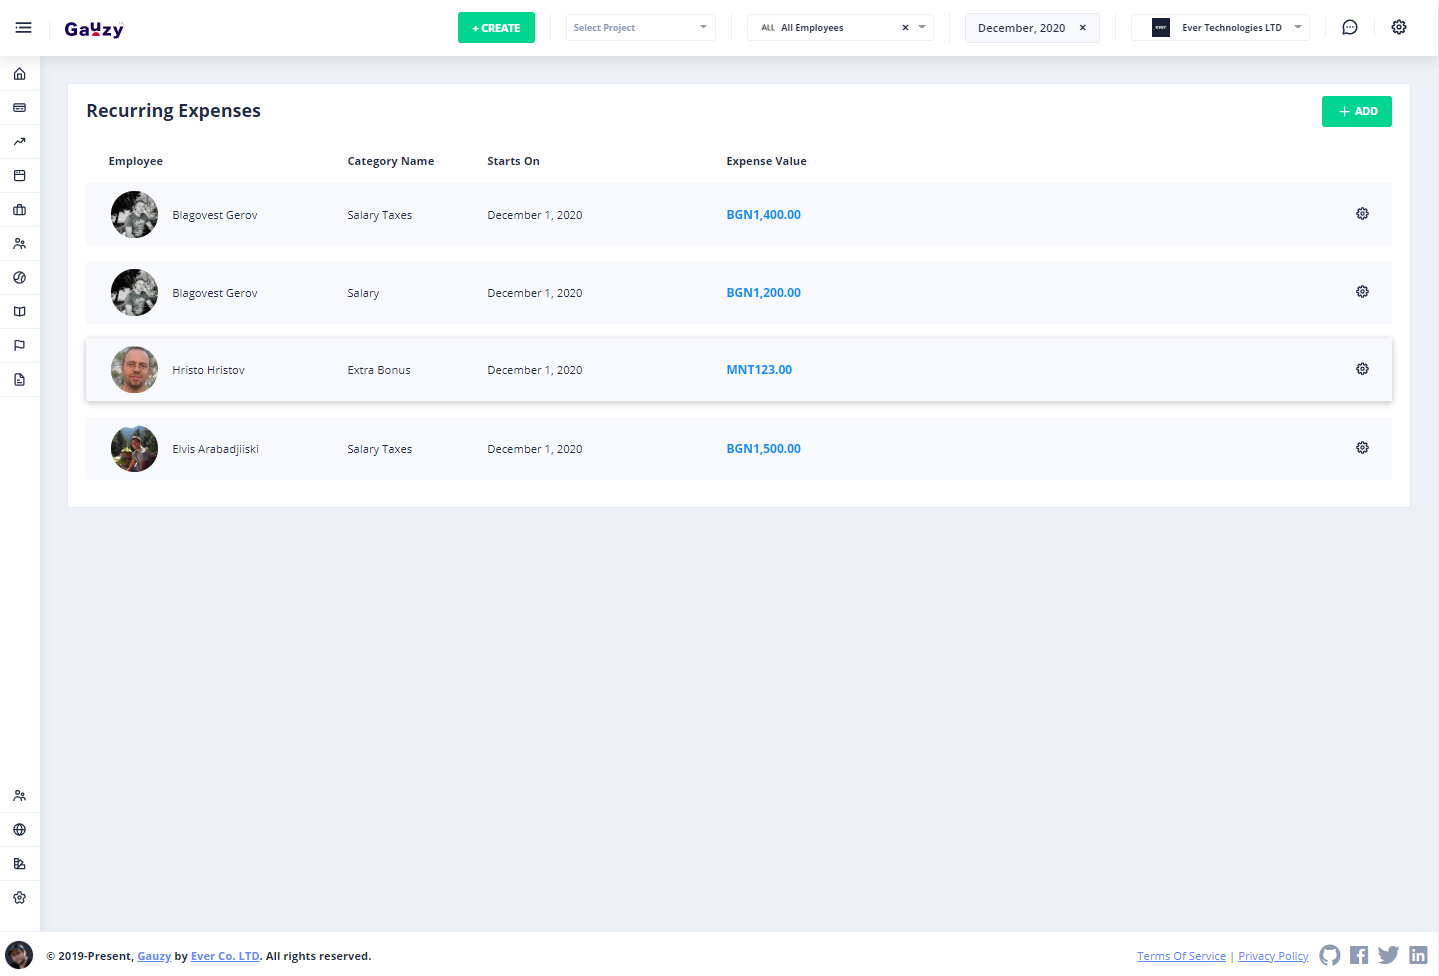 Gauzy
+ CREATE
Select Project
ALL All Employees ×
December, 2020 ×
ever Ever Technologies LTD
Recurring Expenses
+ ADD
Employee Category Name Starts On Expense Value
Blagovest Gerov Salary Taxes December 1, 2020 BGN1,400.00
Blagovest Gerov Salary December 1, 2020 BGN1,200.00
Hristo Hristov Extra Bonus December 1, 2020 MNT123.00
Elvis Arabadjiiski Salary Taxes December 1, 2020 BGN1,500.00
© 2019-Present, Gauzy by Ever Co. LTD. All rights reserved.
Terms Of Service | Privacy Policy